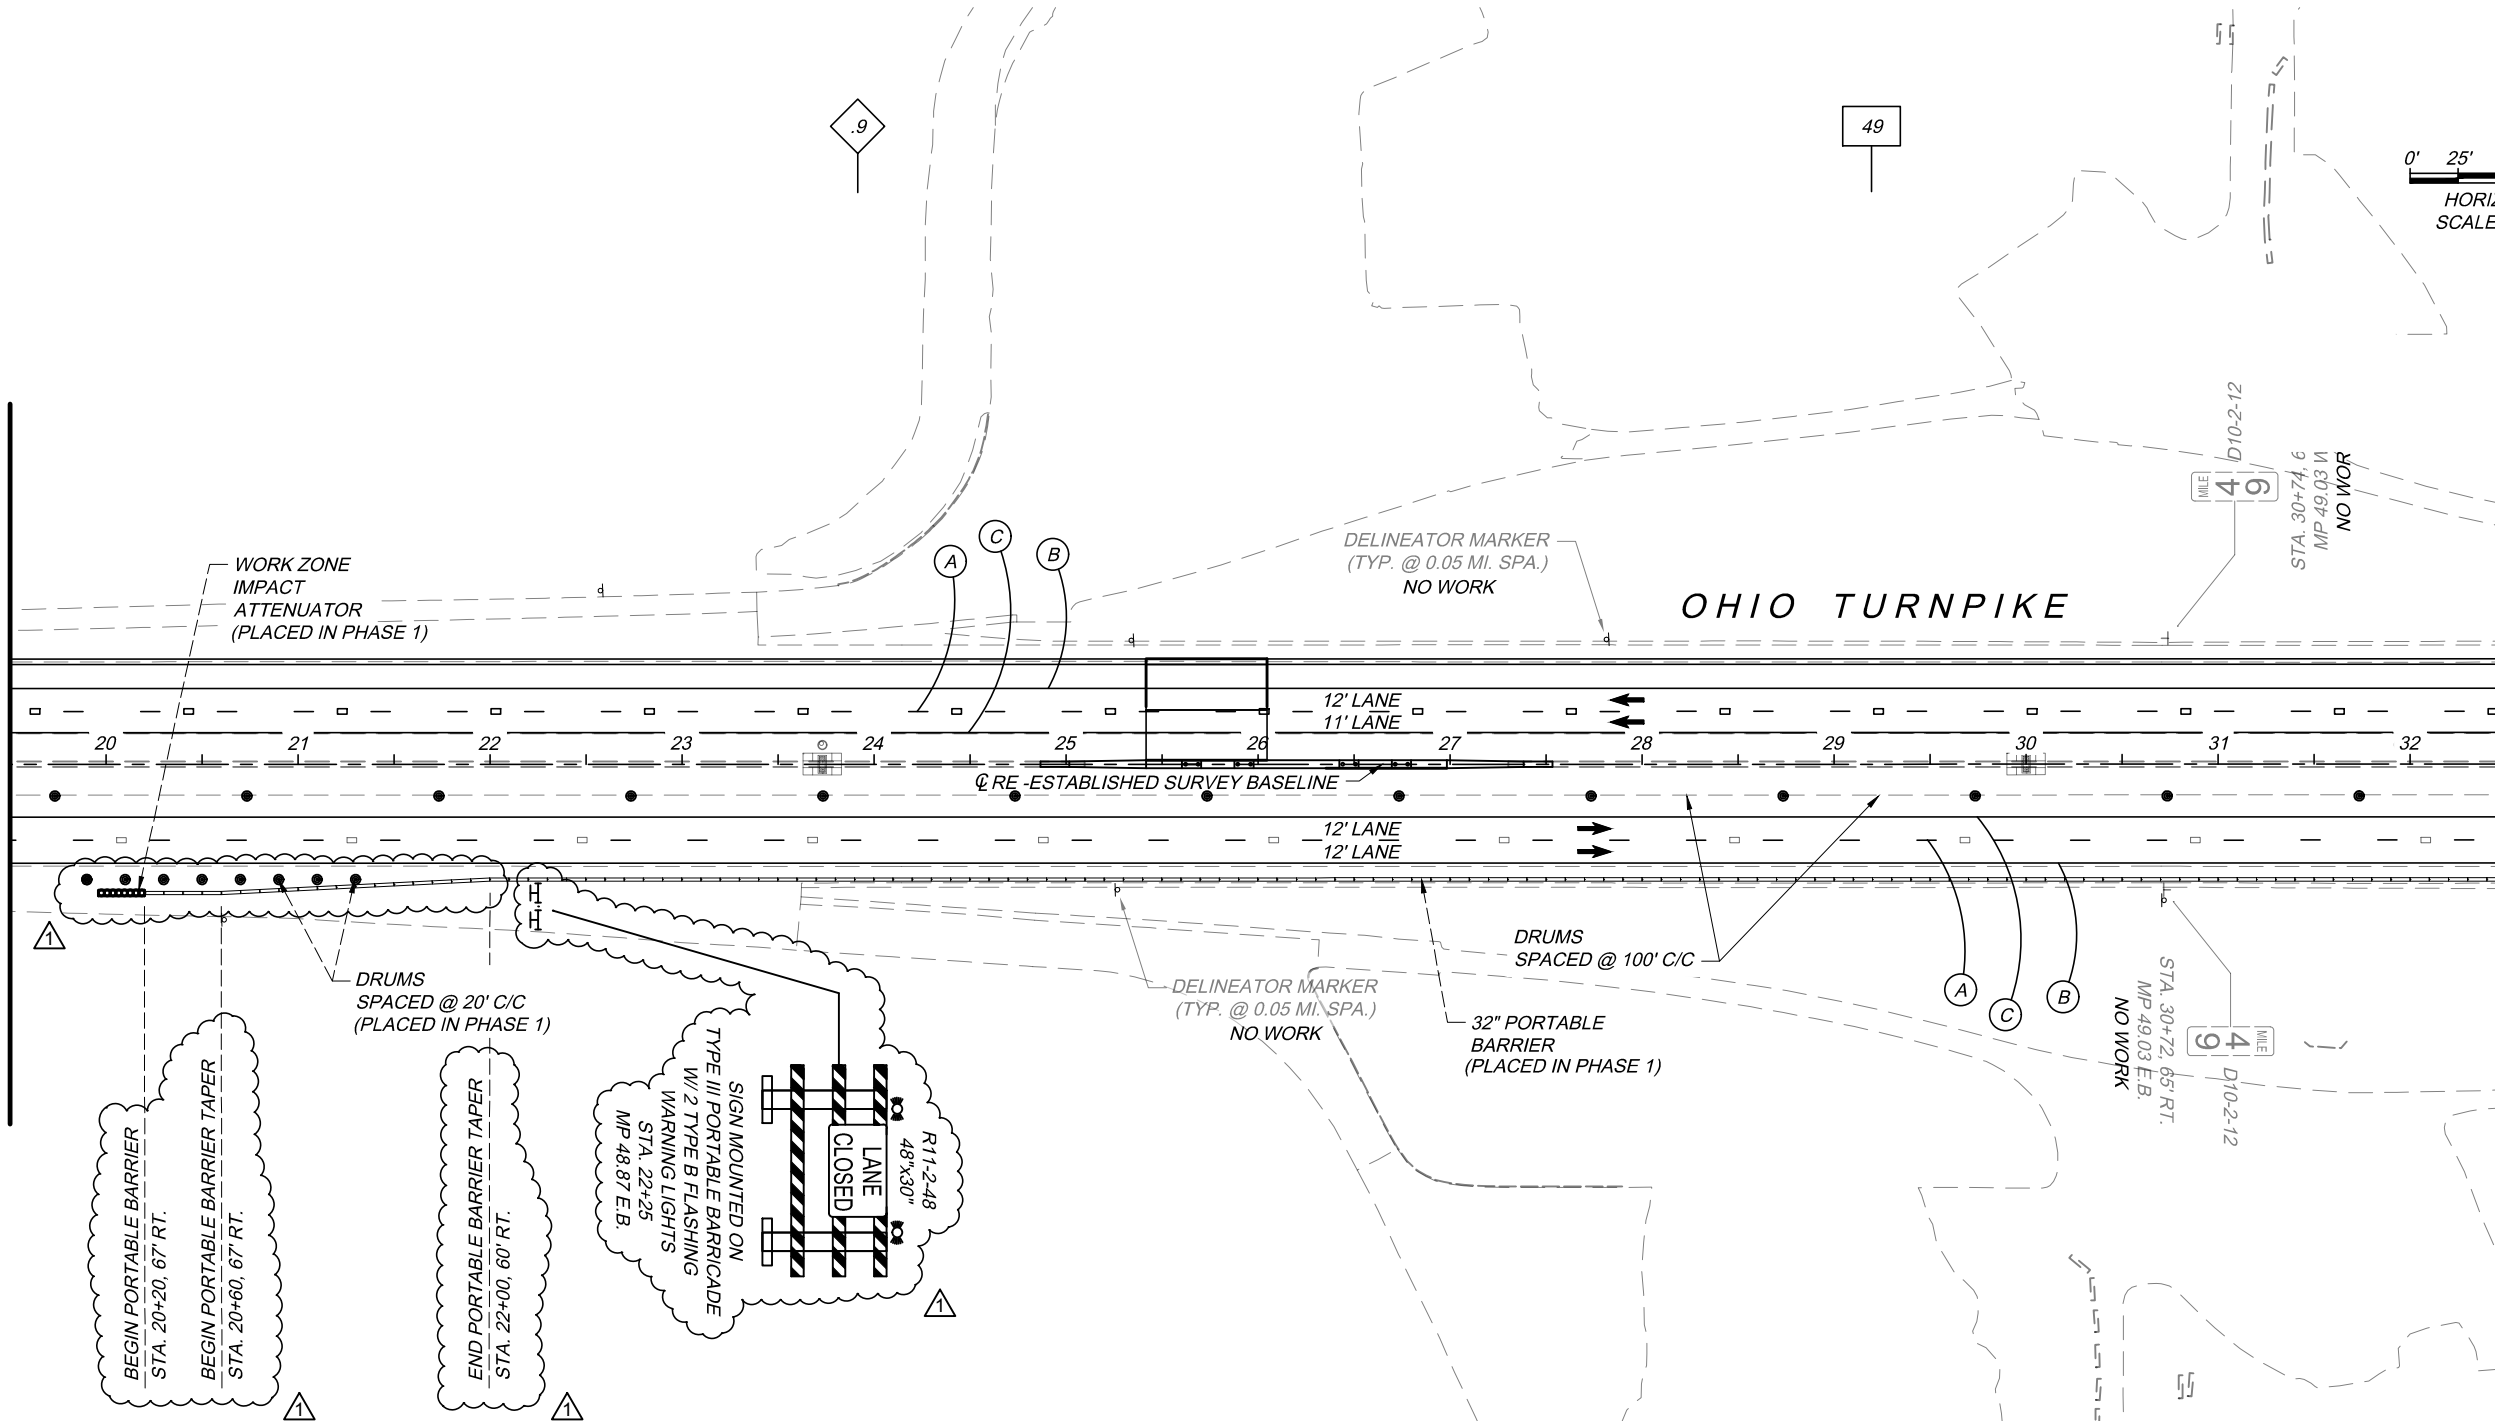 .9
49
0' 25'
HORIZ
SCALE
D10-2-12
MILE
49
STA. 30+74, 6
MP 49.03 W
NO WOR
WORK ZONE
IMPACT
ATTENUATOR
(PLACED IN PHASE 1)
A
C
B
DELINEATOR MARKER
(TYP. @ 0.05 MI. SPA.)
NO WORK
OHIO TURNPIKE
12' LANE
11' LANE
20 21 22 23 24 25 26 27 28 29 30 31 32
℄ RE-ESTABLISHED SURVEY BASELINE
12' LANE
12' LANE
1
DRUMS
SPACED @ 20' C/C
(PLACED IN PHASE 1)
DELINEATOR MARKER
(TYP. @ 0.05 MI. SPA.)
NO WORK
DRUMS
SPACED @ 100' C/C
32" PORTABLE
BARRIER
(PLACED IN PHASE 1)
A
C
B
STA. 30+72, 65' RT.
MP 49.03 E.B.
NO WORK
MILE
49
D10-2-12
BEGIN PORTABLE BARRIER
STA. 20+20, 67' RT.
BEGIN PORTABLE BARRIER TAPER
STA. 20+60, 67' RT.
1
END PORTABLE BARRIER TAPER
STA. 22+00, 60' RT.
1
R11-2-48
48"x30"
LANE
CLOSED
SIGN MOUNTED ON
TYPE III PORTABLE BARRICADE
W/ 2 TYPE B FLASHING
WARNING LIGHTS
STA. 22+25
MP 48.87 E.B.
1